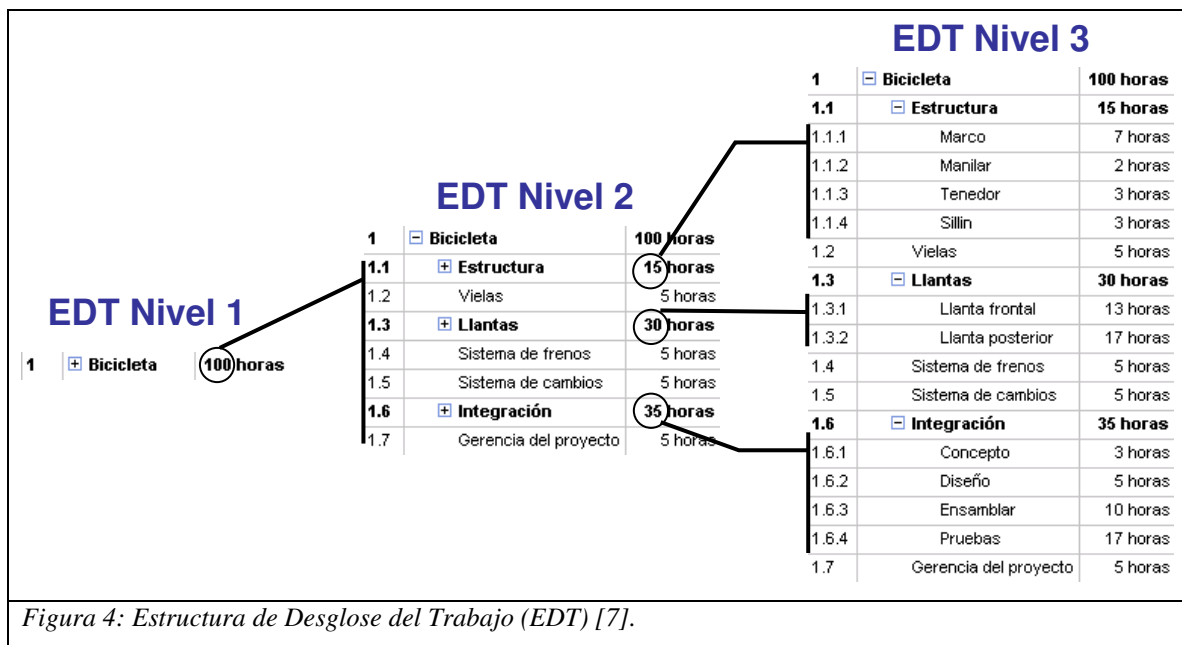 EDT Nivel 1
1 Bicicleta 100 horas
EDT Nivel 2
1 Bicicleta 100 horas
1.1 Estructura 15 horas
1.2 Vielas 5 horas
1.3 Llantas 30 horas
1.4 Sistema de frenos 5 horas
1.5 Sistema de cambios 5 horas
1.6 Integración 35 horas
1.7 Gerencia del proyecto 5 horas
EDT Nivel 3
1 Bicicleta 100 horas
1.1 Estructura 15 horas
1.1.1 Marco 7 horas
1.1.2 Manilar 2 horas
1.1.3 Tenedor 3 horas
1.1.4 Sillin 3 horas
1.2 Vielas 5 horas
1.3 Llantas 30 horas
1.3.1 Llanta frontal 13 horas
1.3.2 Llanta posterior 17 horas
1.4 Sistema de frenos 5 horas
1.5 Sistema de cambios 5 horas
1.6 Integración 35 horas
1.6.1 Concepto 3 horas
1.6.2 Diseño 5 horas
1.6.3 Ensamblar 10 horas
1.6.4 Pruebas 17 horas
1.7 Gerencia del proyecto 5 horas
Figura 4: Estructura de Desglose del Trabajo (EDT) [7].